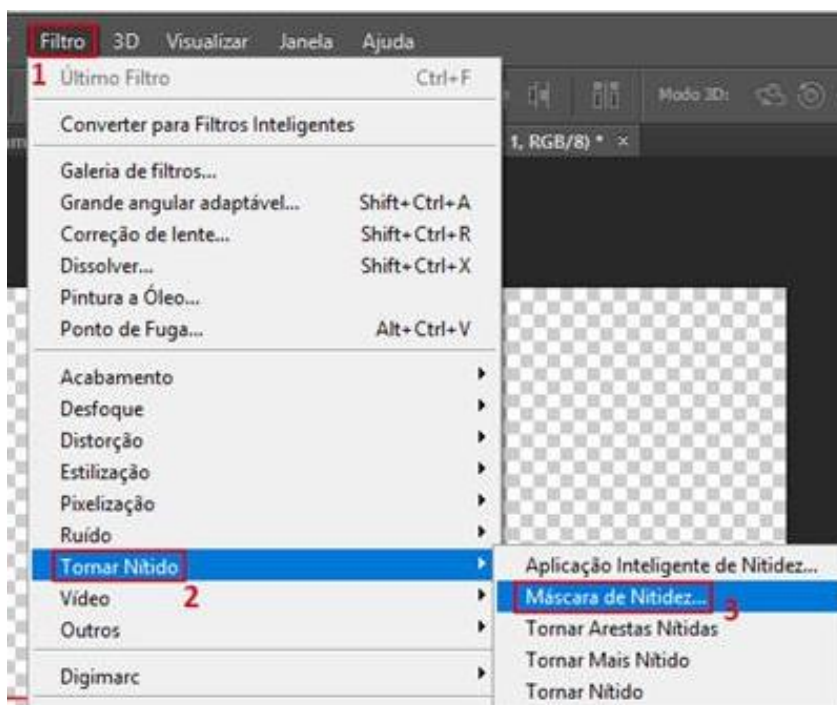 Filtro 3D Visualizar Janela Ajuda
1 Último Filtro Ctrl+F
Modo 3D:
Converter para Filtros Inteligentes
1, RGB/8) * ×
Galeria de filtros...
Grande angular adaptável... Shift+Ctrl+A
Correção de lente... Shift+Ctrl+R
Dissolver... Shift+Ctrl+X
Pintura a Óleo...
Ponto de Fuga... Alt+Ctrl+V
Acabamento
Desfoque
Distorção
Estilização
Pixelização
Ruído
Tornar Nítido
2
Vídeo
Outros
Digimarc
Aplicação Inteligente de Nitidez...
Máscara de Nitidez... 3
Tornar Arestas Nítidas
Tornar Mais Nítido
Tornar Nítido